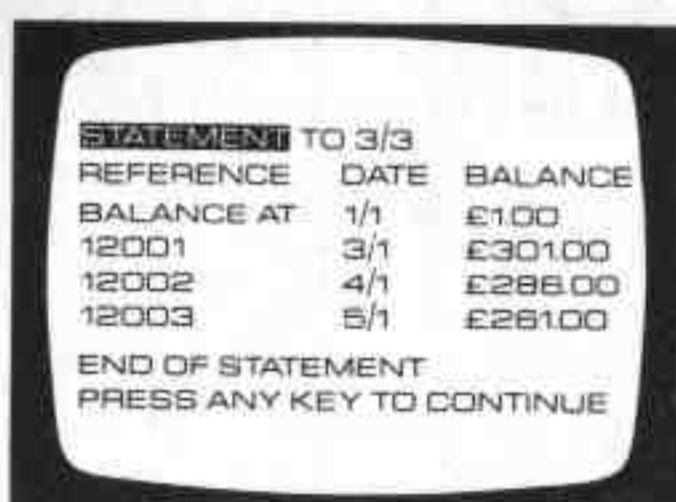 STATEMENT TO 3/3
REFERENCE DATE BALANCE
BALANCE AT 1/1 £1.00
12001 3/1 £301.00
12002 4/1 £286.00
12003 5/1 £261.00
END OF STATEMENT
PRESS ANY KEY TO CONTINUE